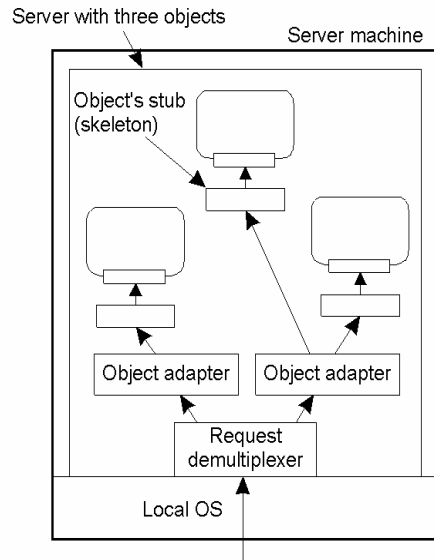 Server with three objects
Server machine
Object's stub
(skeleton)
Object adapter
Object adapter
Request
demultiplexer
Local OS